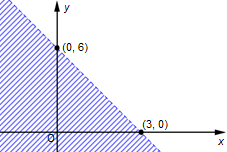 y
(0, 6)
(3, 0)
O
x